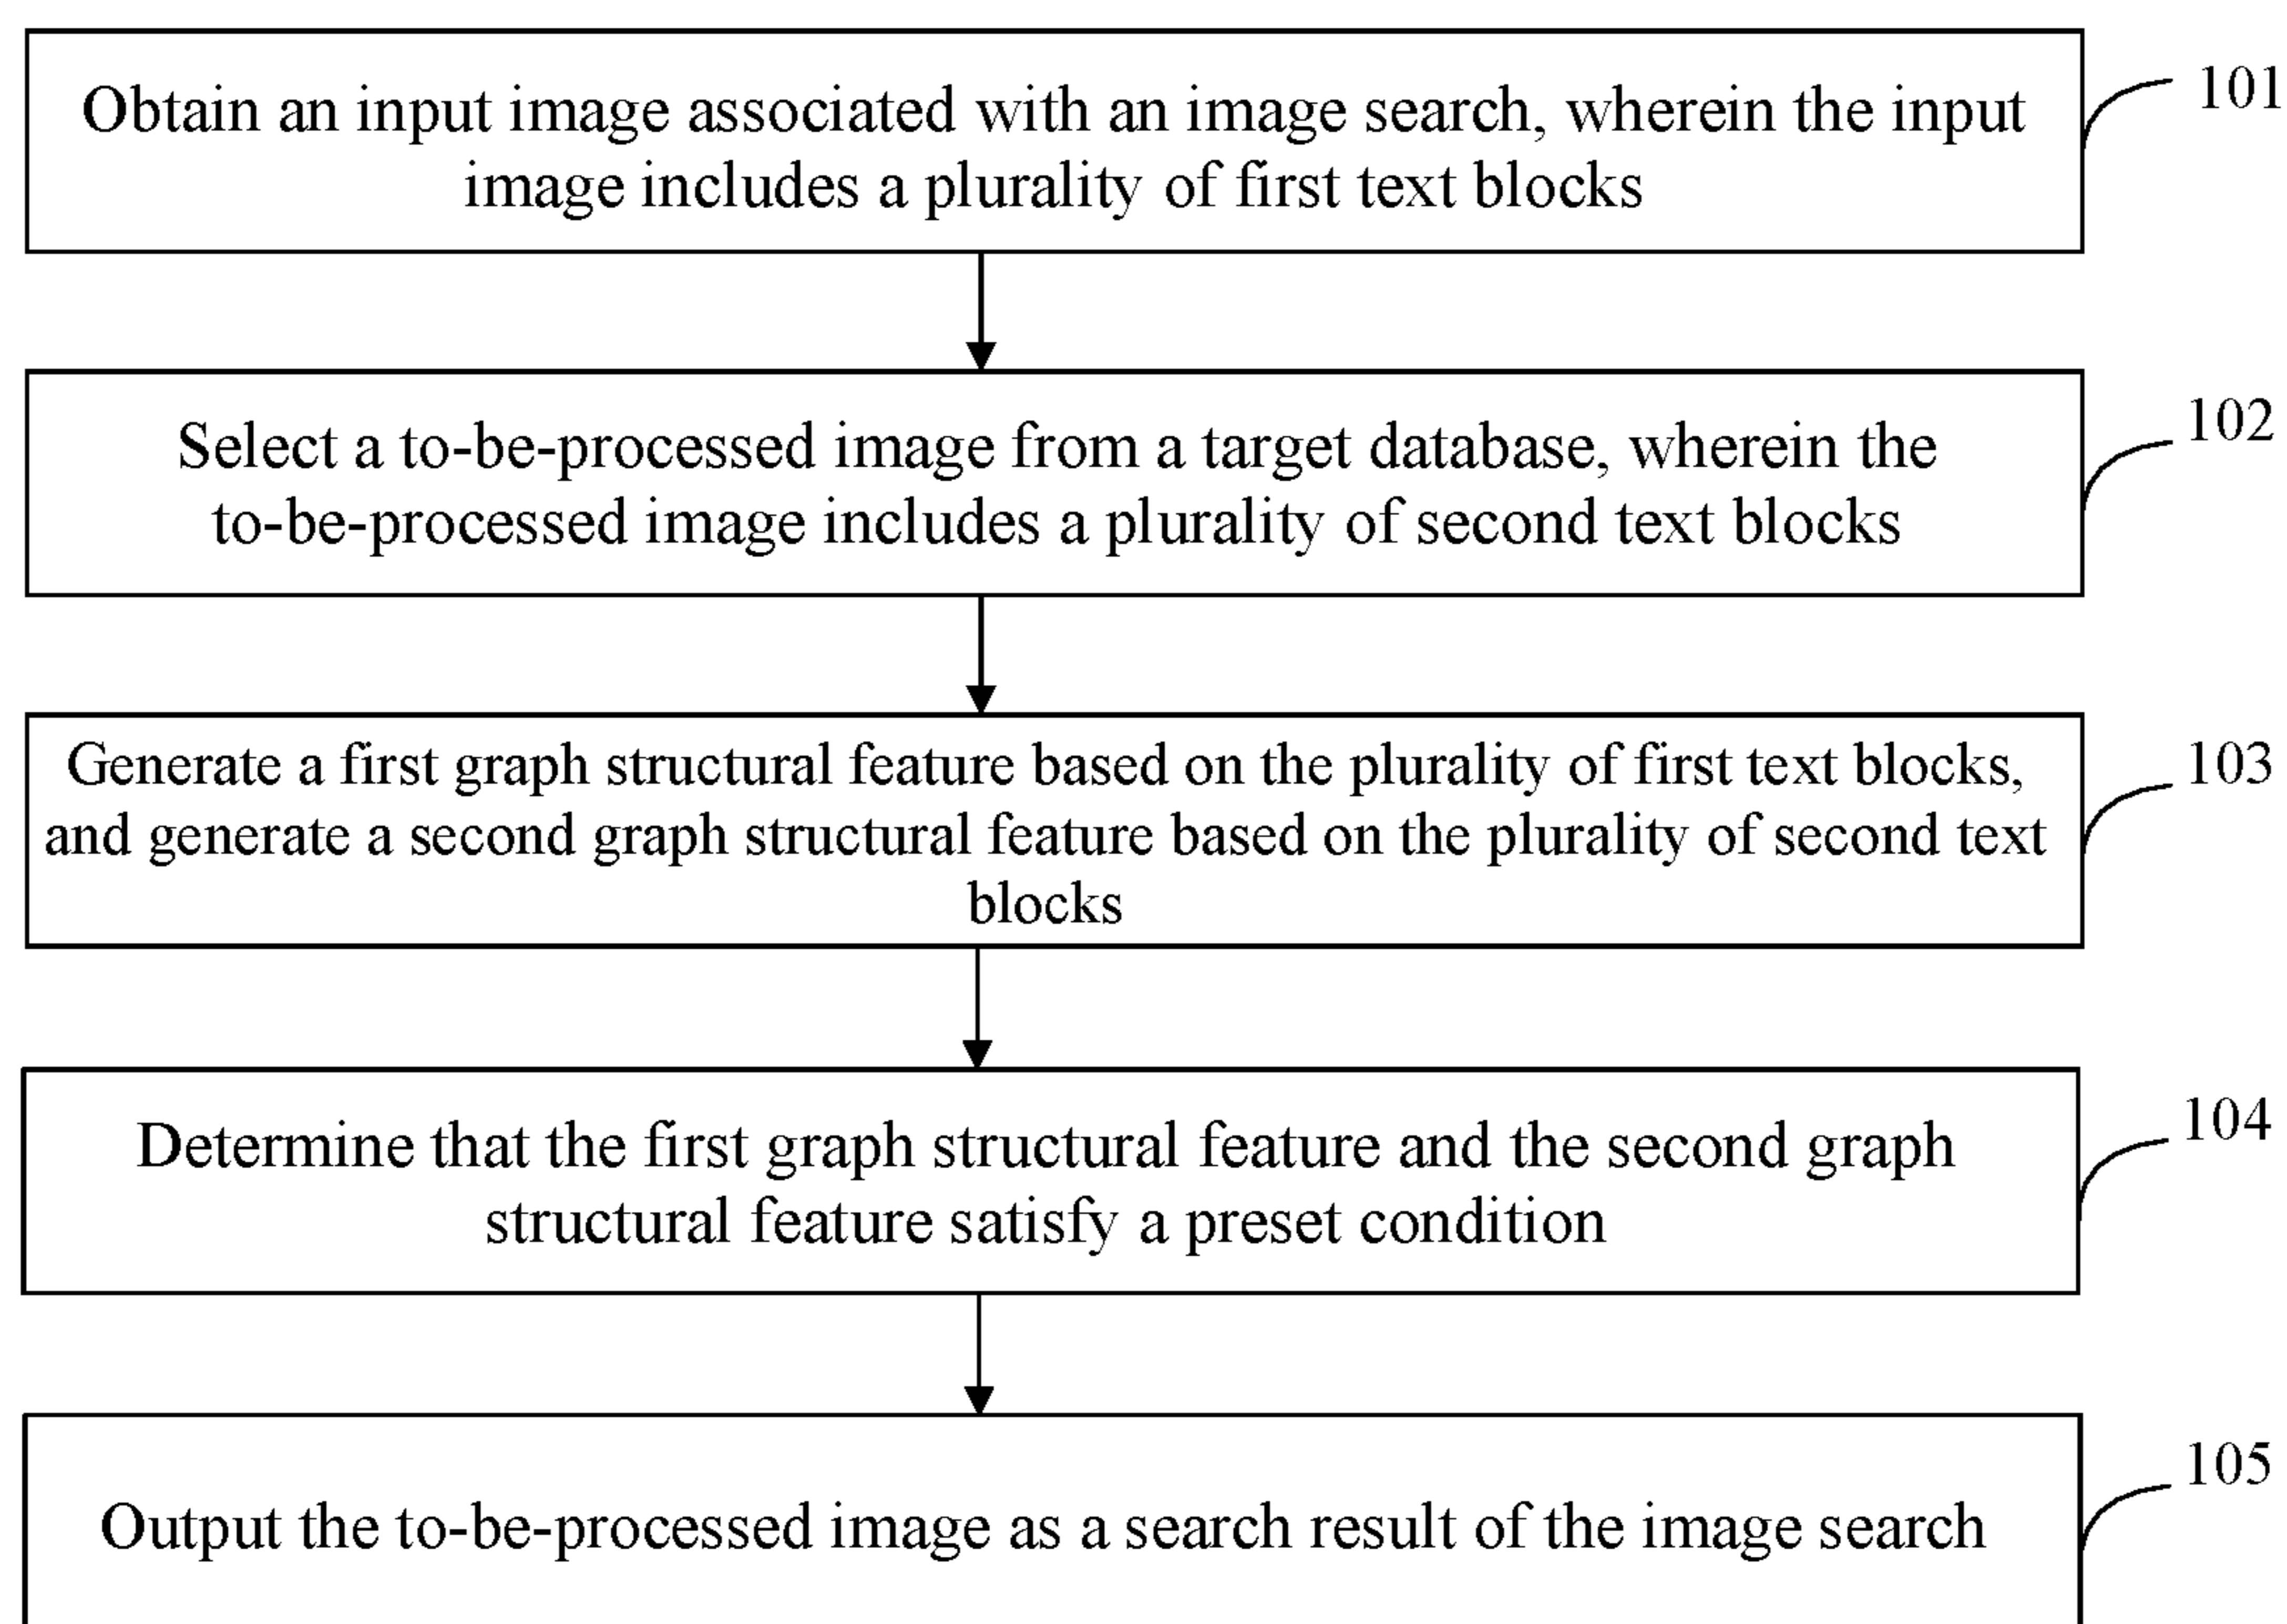 Obtain an input image associated with an image search, wherein the input
image includes a plurality of first text blocks
101
Select a to-be-processed image from a target database, wherein the
to-be-processed image includes a plurality of second text blocks
102
Generate a first graph structural feature based on the plurality of first text blocks,
and generate a second graph structural feature based on the plurality of second text
blocks
103
Determine that the first graph structural feature and the second graph
structural feature satisfy a preset condition
104
Output the to-be-processed image as a search result of the image search
105